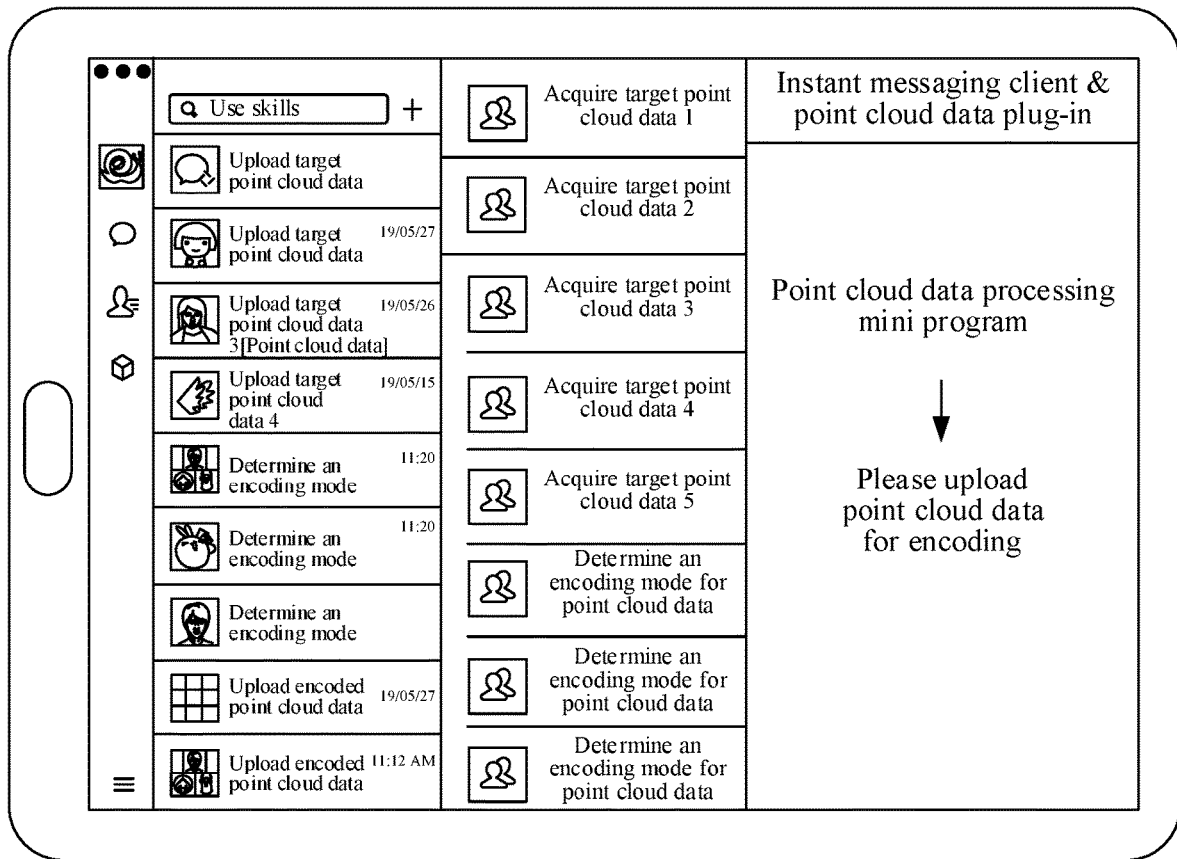 Use skills
Upload target
point cloud data
Upload target
point cloud data
19/05/27
Upload target
point cloud data
3[Point cloud data]
19/05/26
Upload target
point cloud
data 4
19/05/15
Determine an
encoding mode
11:20
Determine an
encoding mode
11:20
Determine an
encoding mode
Upload encoded
point cloud data
19/05/27
Upload encoded
point cloud data
11:12 AM
Acquire target point
cloud data 1
Acquire target point
cloud data 2
Acquire target point
cloud data 3
Acquire target point
cloud data 4
Acquire target point
cloud data 5
Determine an
encoding mode for
point cloud data
Determine an
encoding mode for
point cloud data
Determine an
encoding mode for
point cloud data
Instant messaging client &
point cloud data plug-in
Point cloud data processing
mini program
Please upload
point cloud data
for encoding